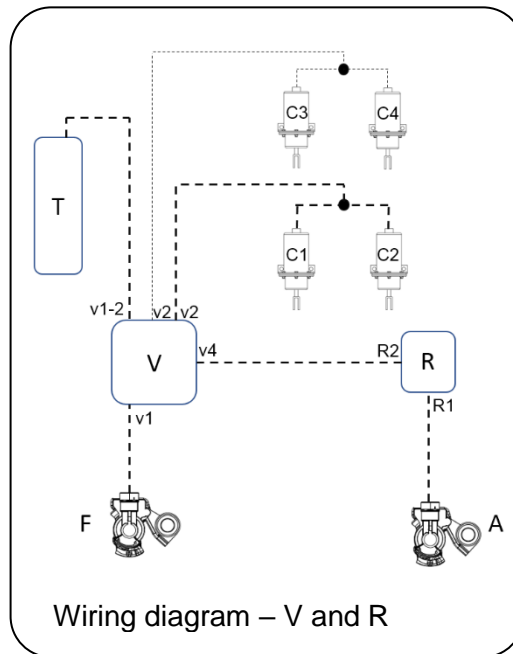 C3 C4
T
C1 C2
v1-2 v2 v2
V v4 R2 R
v1 R1
F A
Wiring diagram – V and R